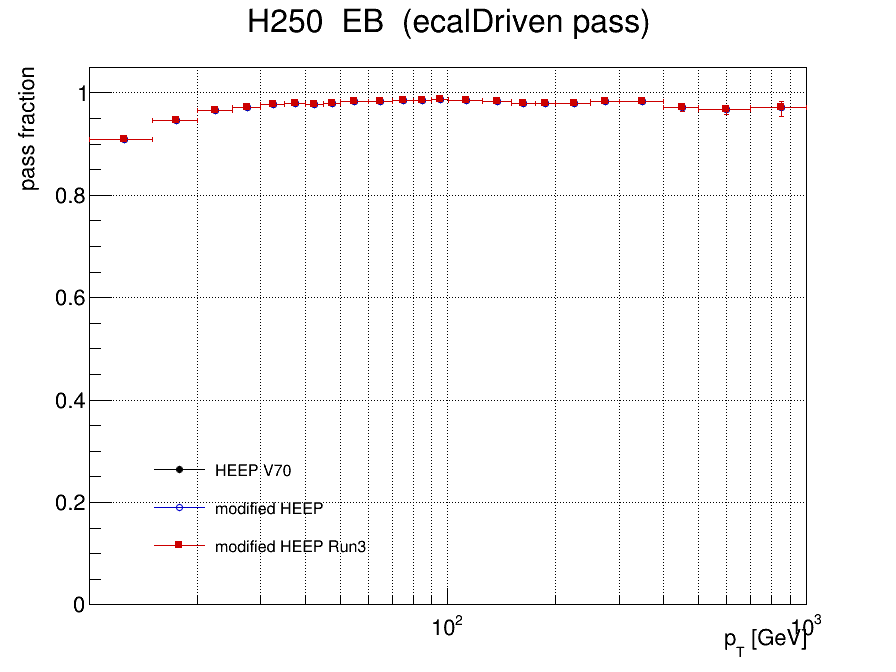 H250 EB (ecalDriven pass)
pass fraction
1
0.8
0.6
0.4
0.2
0
HEEP V70
modified HEEP
modified HEEP Run3
10²
10³
p_T [GeV]